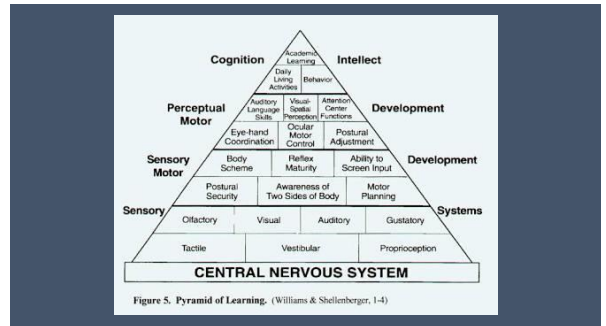 Academic
Learning
Cognition Intellect
Daily
Living
Activities
Behavior
Auditory
Language
Skills
Visual-
Spatial
Perception
Attention
Center
Functions
Perceptual
Motor
Development
Eye-hand
Coordination
Ocular
Motor
Control
Postural
Adjustment
Sensory
Motor
Body
Scheme
Reflex
Maturity
Ability to
Screen Input
Development
Postural
Security
Awareness of
Two Sides of Body
Motor
Planning
Sensory Systems
Olfactory Visual Auditory Gustatory
Tactile Vestibular Proprioception
CENTRAL NERVOUS SYSTEM
Figure 5. Pyramid of Learning. (Williams & Shellenberger, 1-4)